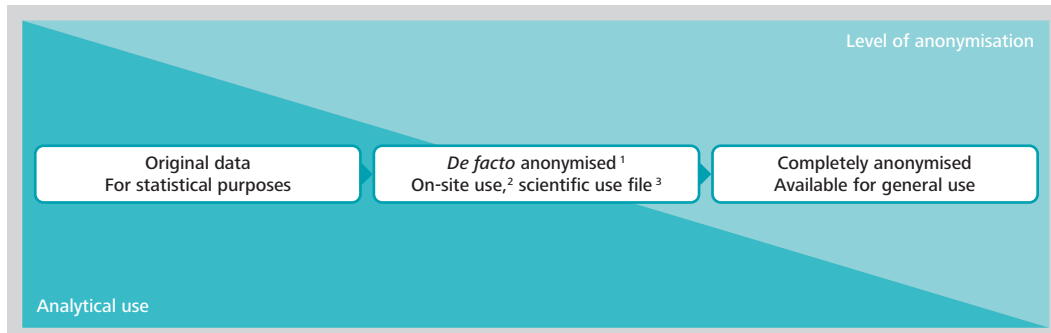 Level of anonymisation
Original data
For statistical purposes
De facto anonymised ¹
On-site use,² scientific use file ³
Completely anonymised
Available for general use
Analytical use